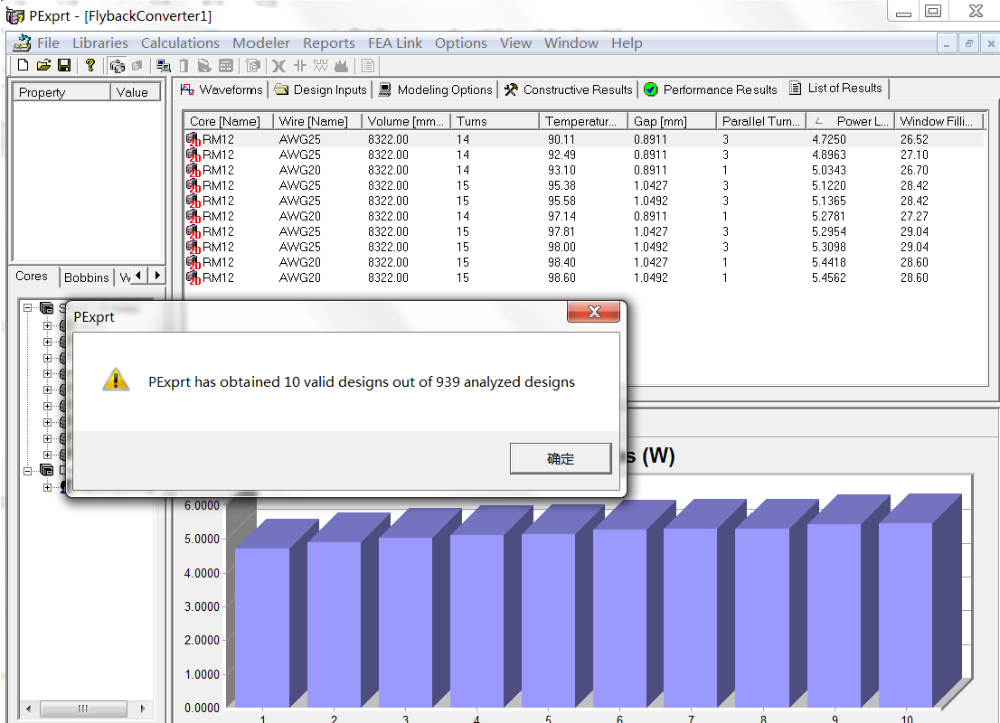 PExprt - [FlybackConverter1]
File Libraries Calculations Modeler Reports FEA Link Options View Window Help
Property Value
Waveforms Design Inputs Modeling Options Constructive Results Performance Results List of Results
Core [Name] Wire [Name] Volume [mm... Turns Temperatur... Gap [mm] Parallel Turn... Power L... Window Filli...
RM12 AWG25 8322.00 14 90.11 0.8911 3 4.7250 26.52
RM12 AWG25 8322.00 14 92.49 0.8911 3 4.8963 27.10
RM12 AWG20 8322.00 14 93.10 0.8911 1 5.0343 26.70
RM12 AWG25 8322.00 15 95.38 1.0427 3 5.1220 28.42
RM12 AWG25 8322.00 15 95.58 1.0492 3 5.1365 28.42
RM12 AWG20 8322.00 14 97.14 0.8911 1 5.2781 27.27
RM12 AWG25 8322.00 15 97.81 1.0427 3 5.2954 29.04
RM12 AWG25 8322.00 15 98.00 1.0492 3 5.3098 29.04
RM12 AWG20 8322.00 15 98.40 1.0427 1 5.4418 28.60
RM12 AWG20 8322.00 15 98.60 1.0492 1 5.4562 28.60
Cores Bobbins W
PExprt
PExprt has obtained 10 valid designs out of 939 analyzed designs
确定
s (W)
6.0000
5.0000
4.0000
3.0000
2.0000
1.0000
0.0000
1 2 3 4 5 6 7 8 9 10